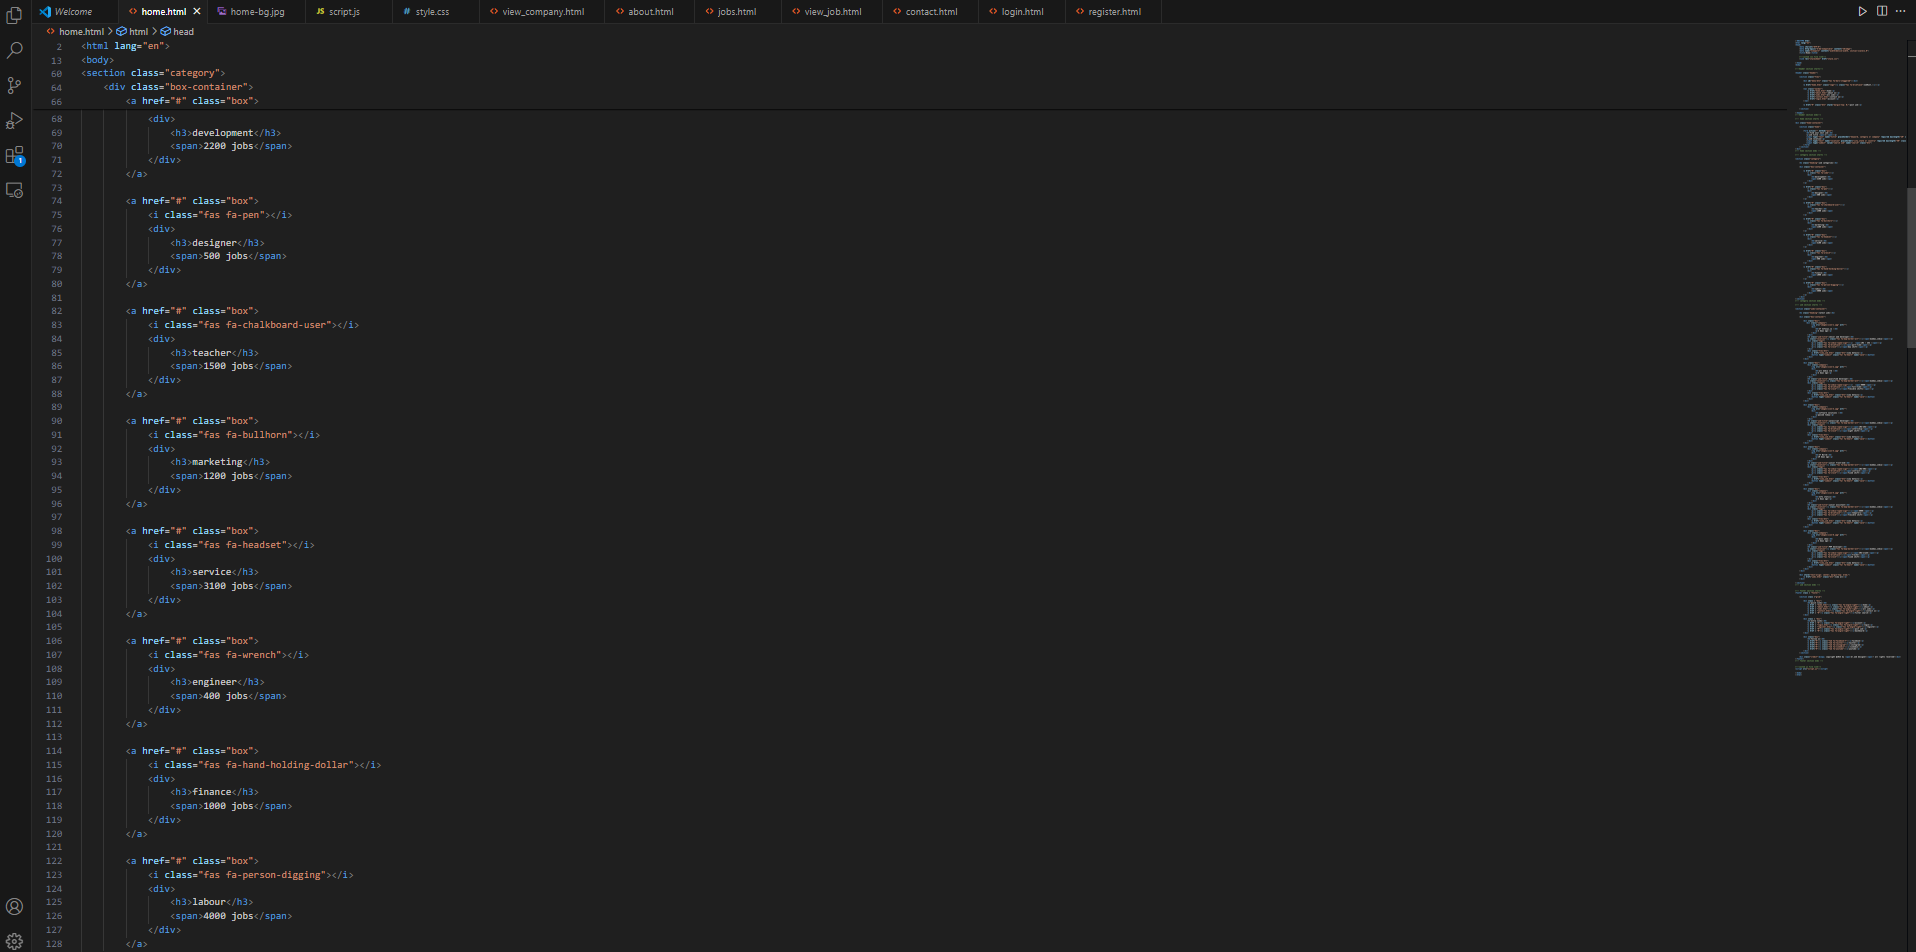 Welcome
home.html
home-bg.jpg
JS script.js
# style.css
view_company.html
about.html
jobs.html
view_job.html
contact.html
login.html
register.html
home.html > html > head
2 <html lang="en">
13 <body>
60 <section class="category">
64 <div class="box-container">
66 <a href="#" class="box">
68 <div>
69 <h3>development</h3>
70 <span>2200 jobs</span>
71 </div>
72 </a>
73
74 <a href="#" class="box">
75 <i class="fas fa-pen"></i>
76 <div>
77 <h3>designer</h3>
78 <span>500 jobs</span>
79 </div>
80 </a>
81
82 <a href="#" class="box">
83 <i class="fas fa-chalkboard-user"></i>
84 <div>
85 <h3>teacher</h3>
86 <span>1500 jobs</span>
87 </div>
88 </a>
89
90 <a href="#" class="box">
91 <i class="fas fa-bullhorn"></i>
92 <div>
93 <h3>marketing</h3>
94 <span>1200 jobs</span>
95 </div>
96 </a>
97
98 <a href="#" class="box">
99 <i class="fas fa-headset"></i>
100 <div>
101 <h3>service</h3>
102 <span>3100 jobs</span>
103 </div>
104 </a>
105
106 <a href="#" class="box">
107 <i class="fas fa-wrench"></i>
108 <div>
109 <h3>engineer</h3>
110 <span>400 jobs</span>
111 </div>
112 </a>
113
114 <a href="#" class="box">
115 <i class="fas fa-hand-holding-dollar"></i>
116 <div>
117 <h3>finance</h3>
118 <span>1000 jobs</span>
119 </div>
120 </a>
121
122 <a href="#" class="box">
123 <i class="fas fa-person-digging"></i>
124 <div>
125 <h3>labour</h3>
126 <span>4000 jobs</span>
127 </div>
128 </a>
1